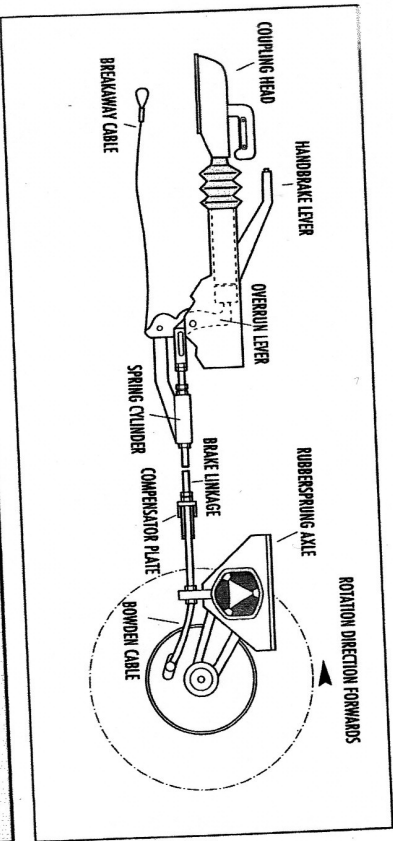 COUPLING HEAD
HANDBRAKE LEVER
OVERRUN LEVER
RUBBERSPRUNG AXLE
ROTATION DIRECTION FORWARDS
BREAKAWAY CABLE
SPRING CYLINDER
BRAKE LINKAGE
COMPENSATOR PLATE
BOWDEN CABLE